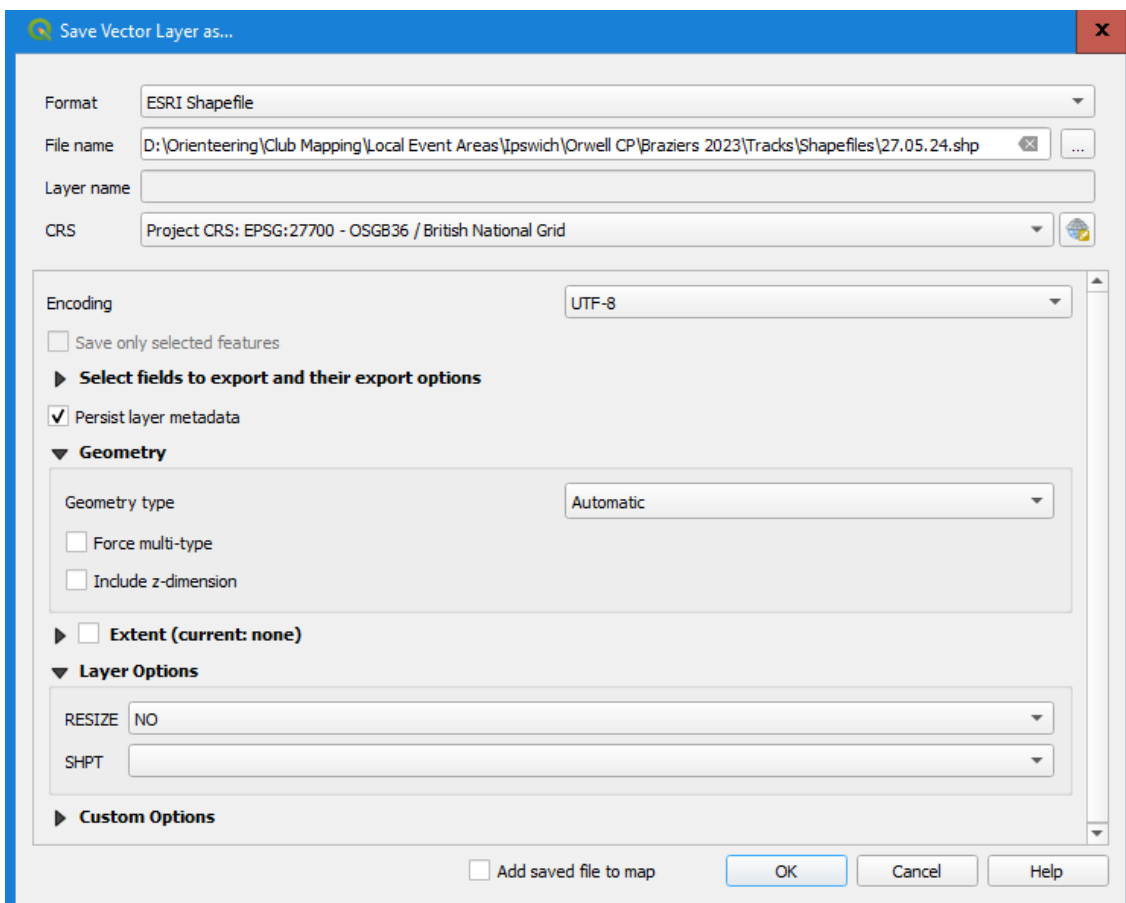 Save Vector Layer as...
x
Format ESRI Shapefile
File name D:\Orienteering\Club Mapping\Local Event Areas\Ipswich\Orwell CP\Braziers 2023\Tracks\Shapefiles\27.05.24.shp ...
Layer name
CRS Project CRS: EPSG:27700 - OSGB36 / British National Grid
Encoding UTF-8
Save only selected features
Select fields to export and their export options
Persist layer metadata
Geometry
Geometry type Automatic
Force multi-type
Include z-dimension
Extent (current: none)
Layer Options
RESIZE NO
SHPT
Custom Options
Add saved file to map OK Cancel Help